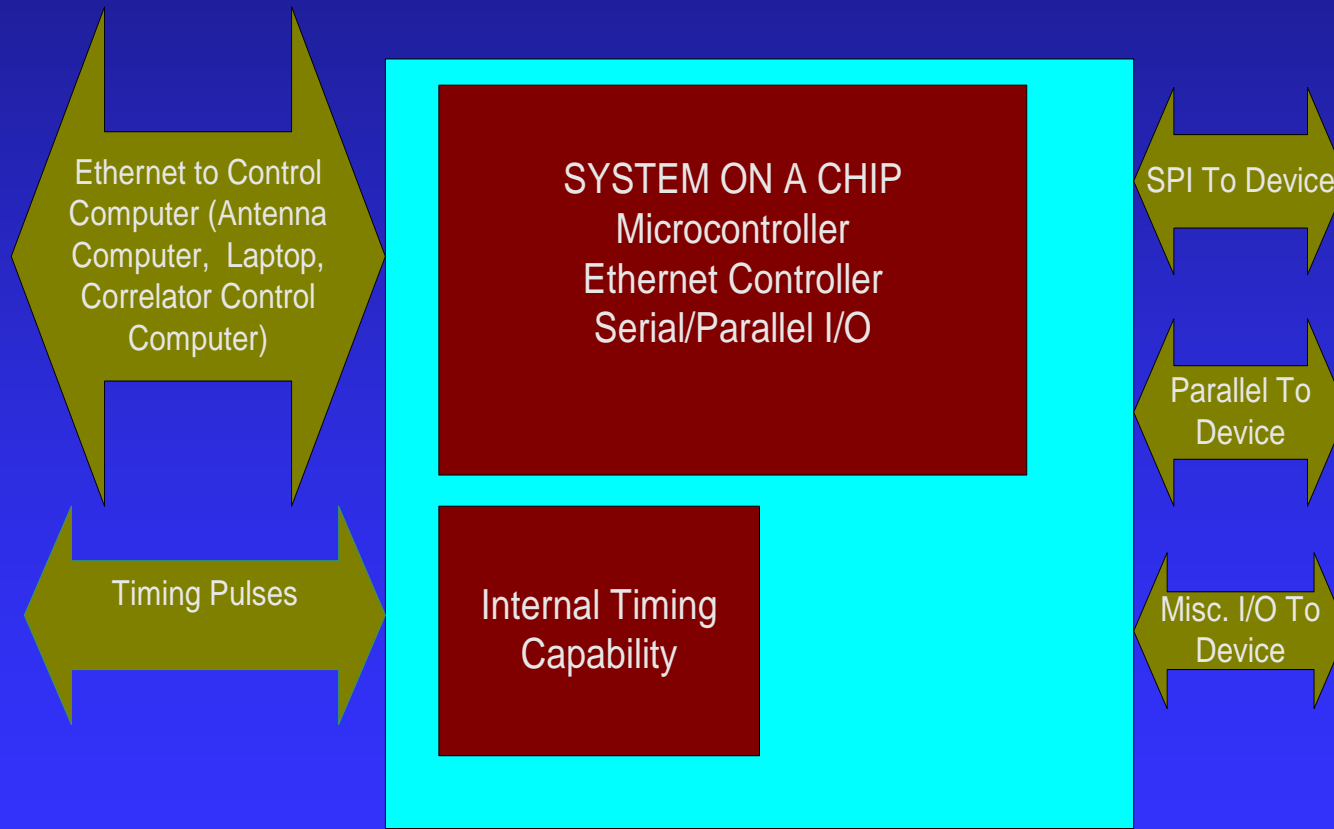 Ethernet to Control
Computer (Antenna
Computer, Laptop,
Correlator Control
Computer)
Timing Pulses
SYSTEM ON A CHIP
Microcontroller
Ethernet Controller
Serial/Parallel I/O
Internal Timing
Capability
SPI To Device
Parallel To
Device
Misc. I/O To
Device